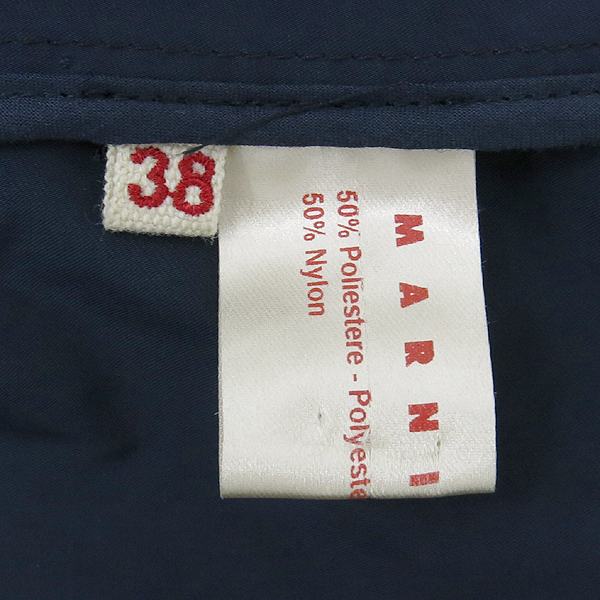 38
MARNI
50% Poliestere - Polyeste
50% Nylon